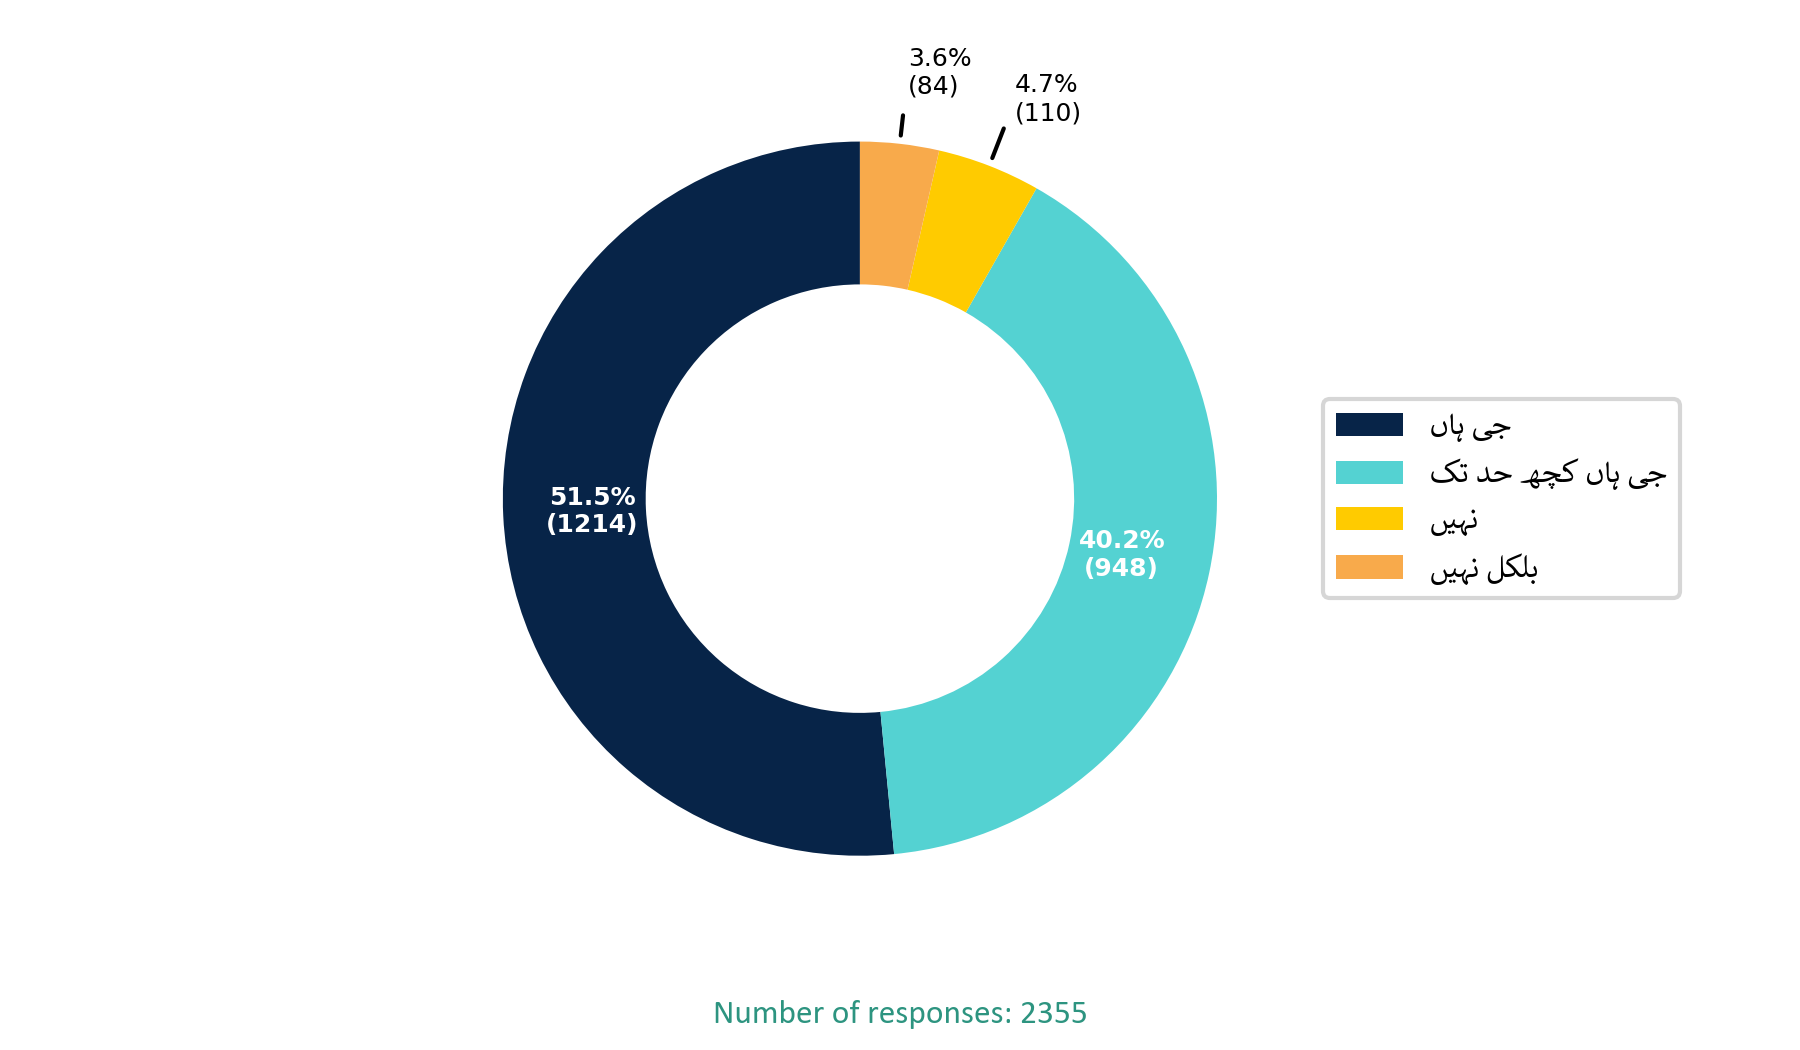 3.6%
(84)
4.7%
(110)
51.5%
(1214)
40.2%
(948)
جی ہاں
جی ہاں کچھ حد تک
نہیں
بلکل نہیں
Number of responses: 2355